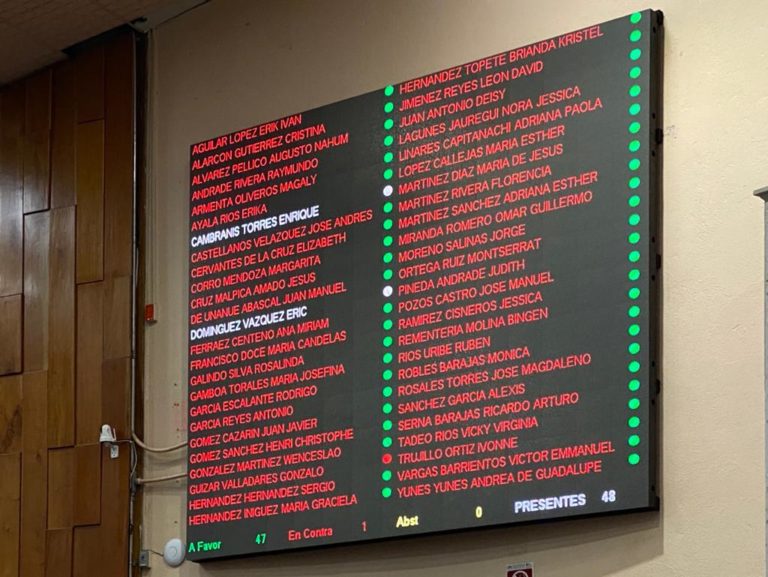 AGUILAR LOPEZ ERIK IVAN
ALARCON GUTIERREZ CRISTINA
ALVAREZ PELLICO AUGUSTO NAHUM
ANDRADE RIVERA RAYMUNDO
ARMENTA OLIVEROS MAGALY
AYALA RIOS ERIKA
CAMBRANIS TORRES ENRIQUE
CASTELLANOS VELAZQUEZ JOSE ANDRES
CERVANTES DE LA CRUZ ELIZABETH
CORRO MENDOZA MARGARITA
CRUZ MALPICA AMADO JESUS
DE UNANUE ABASCAL JUAN MANUEL
DOMINGUEZ VAZQUEZ ERIC
FERRAEZ CENTENO ANA MIRIAM
FRANCISCO DOCE MARIA CANDELAS
GALINDO SILVA ROSALINDA
GAMBOA TORALES MARIA JOSEFINA
GARCIA ESCALANTE RODRIGO
GARCIA REYES ANTONIO
GOMEZ CAZARIN JUAN JAVIER
GOMEZ SANCHEZ HENRI CHRISTOPHE
GONZALEZ MARTINEZ WENCESLAO
GUIZAR VALLADARES GONZALO
HERNANDEZ HERNANDEZ SERGIO
HERNANDEZ INIGUEZ MARIA GRACIELA
HERNANDEZ TOPETE BRIANDA KRISTEL
JIMENEZ REYES LEON DAVID
JUAN ANTONIO DEISY
LAGUNES JAUREGUI NORA JESSICA
LINARES CAPITANACHI ADRIANA PAOLA
LOPEZ CALLEJAS MARIA ESTHER
MARTINEZ DIAZ MARIA DE JESUS
MARTINEZ RIVERA FLORENCIA
MARTINEZ SANCHEZ ADRIANA ESTHER
MIRANDA ROMERO OMAR GUILLERMO
MORENO SALINAS JORGE
ORTEGA RUIZ MONTSERRAT
PINEDA ANDRADE JUDITH
POZOS CASTRO JOSE MANUEL
RAMIREZ CISNEROS JESSICA
REMENTERIA MOLINA BINGEN
RIOS URIBE RUBEN
ROBLES BARAJAS MONICA
ROSALES TORRES JOSE MAGDALENO
SANCHEZ GARCIA ALEXIS
SERNA BARAJAS RICARDO ARTURO
TADEO RIOS VICKY VIRGINIA
TRUJILLO ORTIZ IVONNE
VARGAS BARRIENTOS VICTOR EMMANUEL
YUNES YUNES ANDREA DE GUADALUPE
A Favor 47 En Contra 1 Abst 0 PRESENTES 48